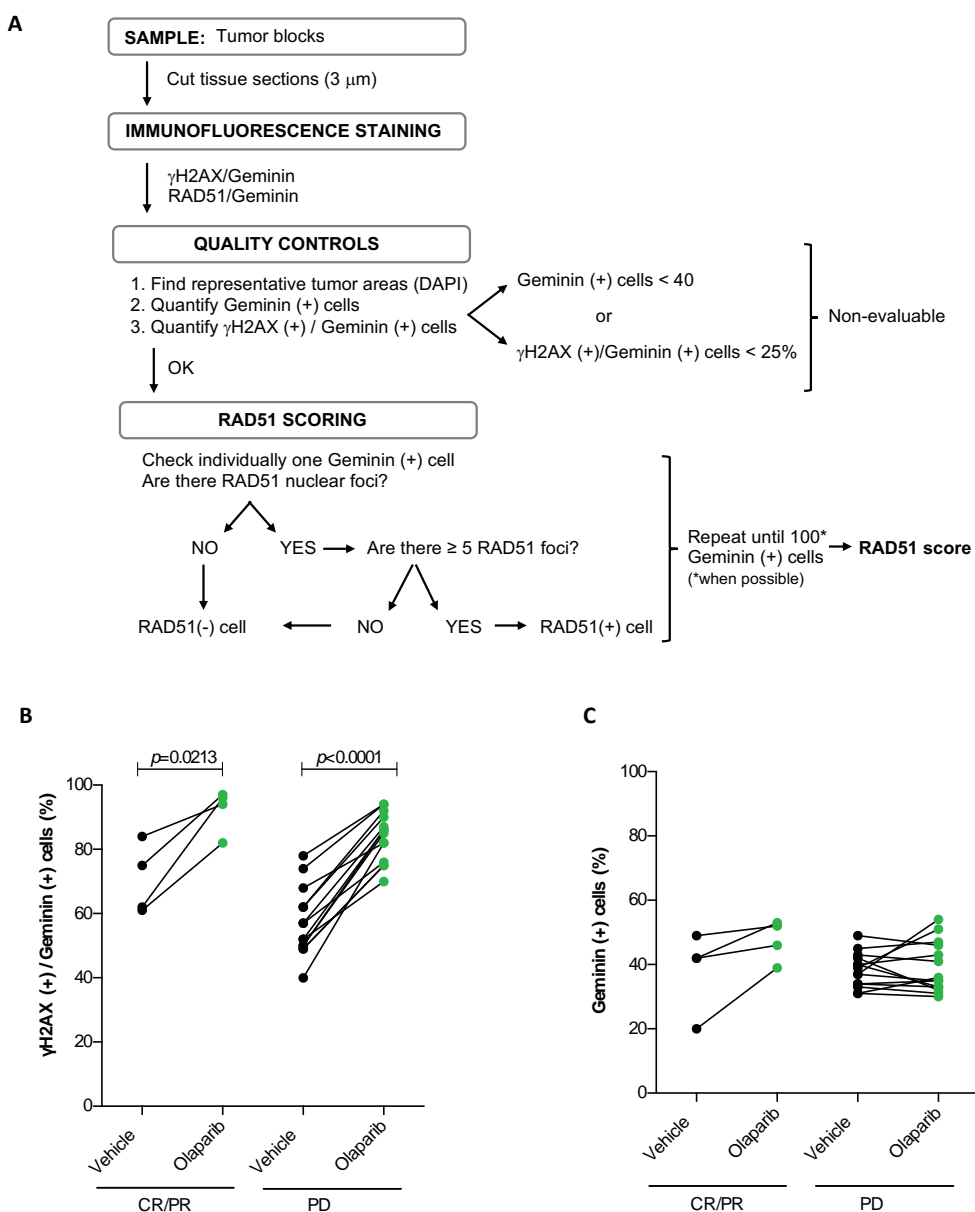 A
SAMPLE: Tumor blocks
Cut tissue sections (3 μm)
IMMUNOFLUORESCENCE STAINING
γH2AX/Geminin
RAD51/Geminin
QUALITY CONTROLS
1. Find representative tumor areas (DAPI)
2. Quantify Geminin (+) cells
3. Quantify γH2AX (+) / Geminin (+) cells
Geminin (+) cells < 40
or
γH2AX (+)/Geminin (+) cells < 25%
Non-evaluable
OK
RAD51 SCORING
Check individually one Geminin (+) cell
Are there RAD51 nuclear foci?
NO
YES
Are there ≥ 5 RAD51 foci?
RAD51(-) cell
NO
YES
RAD51(+) cell
Repeat until 100*
Geminin (+) cells
(*when possible)
RAD51 score
B
p=0.0213
p<0.0001
γH2AX (+) / Geminin (+) cells (%)
100
80
60
40
20
0
Vehicle
Olaparib
Vehicle
Olaparib
CR/PR
PD
C
Geminin (+) cells (%)
100
80
60
40
20
0
Vehicle
Olaparib
Vehicle
Olaparib
CR/PR
PD